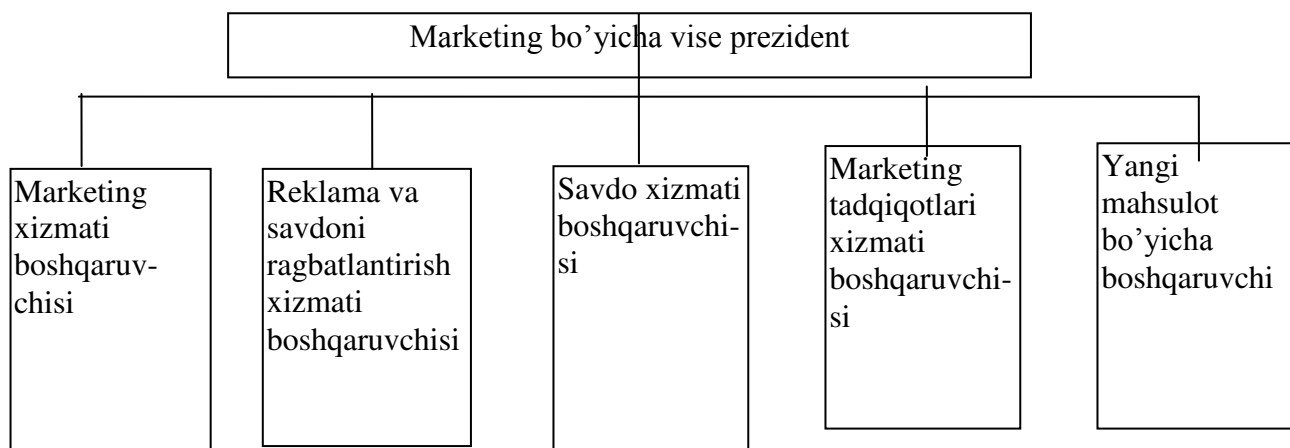 Marketing bo’yicha vise prezident
Marketing
xizmati
boshqaruv-
chisi
Reklama va
savdoni
ragbatlantirish
xizmati
boshqaruvchisi
Savdo xizmati
boshqaruvchi-
si
Marketing
tadqiqotlari
xizmati
boshqaruvchi-
si
Yangi
mahsulot
bo’yicha
boshqaruvchi